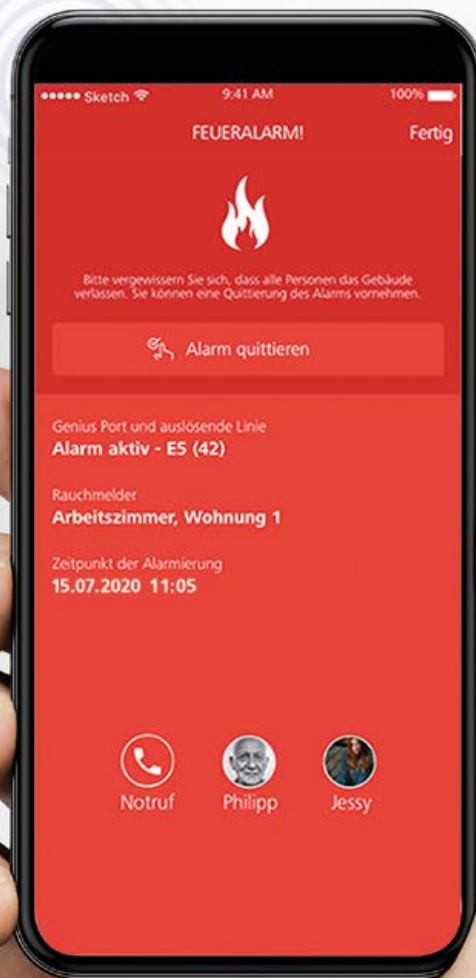 ●●●●● Sketch 9:41 AM 100%
FEUERALARM! Fertig
Bitte vergewissern Sie sich, dass alle Personen das Gebäude
verlassen. Sie können eine Quittierung des Alarms vornehmen.
Alarm quittieren
Genius Port und auslösende Linie
Alarm aktiv - E5 (42)
Rauchmelder
Arbeitszimmer, Wohnung 1
Zeitpunkt der Alarmierung
15.07.2020 11:05
Notruf Philipp Jessy